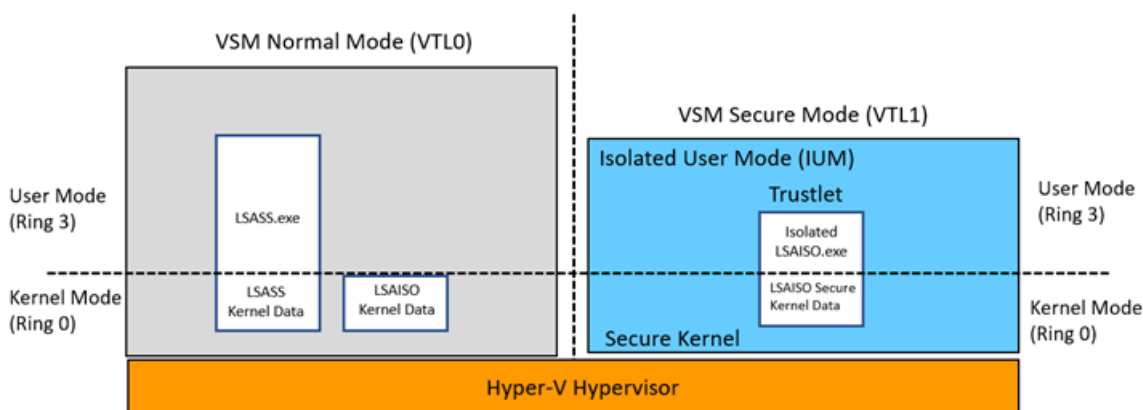 VSM Normal Mode (VTL0)
VSM Secure Mode (VTL1)
Isolated User Mode (IUM)
Trustlet
User Mode
(Ring 3)
LSASS.exe
Isolated
LSAISO.exe
User Mode
(Ring 3)
Kernel Mode
(Ring 0)
LSASS
Kernel Data
LSAISO
Kernel Data
LSAISO Secure
Kernel Data
Kernel Mode
(Ring 0)
Secure Kernel
Hyper-V Hypervisor